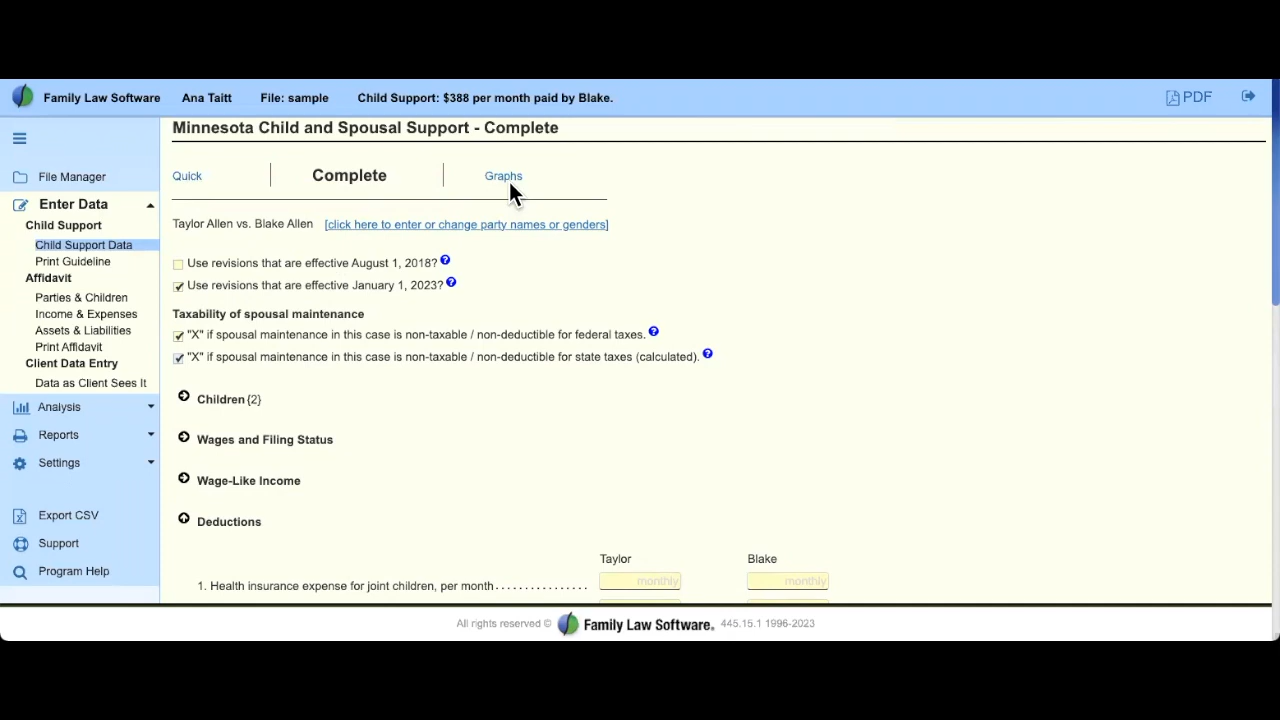 Family Law Software Ana Taitt File: sample Child Support: $388 per month paid by Blake. PDF
File Manager
Enter Data
Child Support
Child Support Data
Print Guideline
Affidavit
Parties & Children
Income & Expenses
Assets & Liabilities
Print Affidavit
Client Data Entry
Data as Client Sees It
Analysis
Reports
Settings
Export CSV
Support
Program Help
Minnesota Child and Spousal Support - Complete
Quick Complete Graphs
Taylor Allen vs. Blake Allen [click here to enter or change party names or genders]
Use revisions that are effective August 1, 2018? ?
Use revisions that are effective January 1, 2023? ?
Taxability of spousal maintenance
"X" if spousal maintenance in this case is non-taxable / non-deductible for federal taxes. ?
"X" if spousal maintenance in this case is non-taxable / non-deductible for state taxes (calculated). ?
Children {2}
Wages and Filing Status
Wage-Like Income
Deductions
Taylor Blake
1. Health insurance expense for joint children, per month . . . . . . . . . . . . . . . monthly monthly
All rights reserved © Family Law Software. 445.15.1 1996-2023